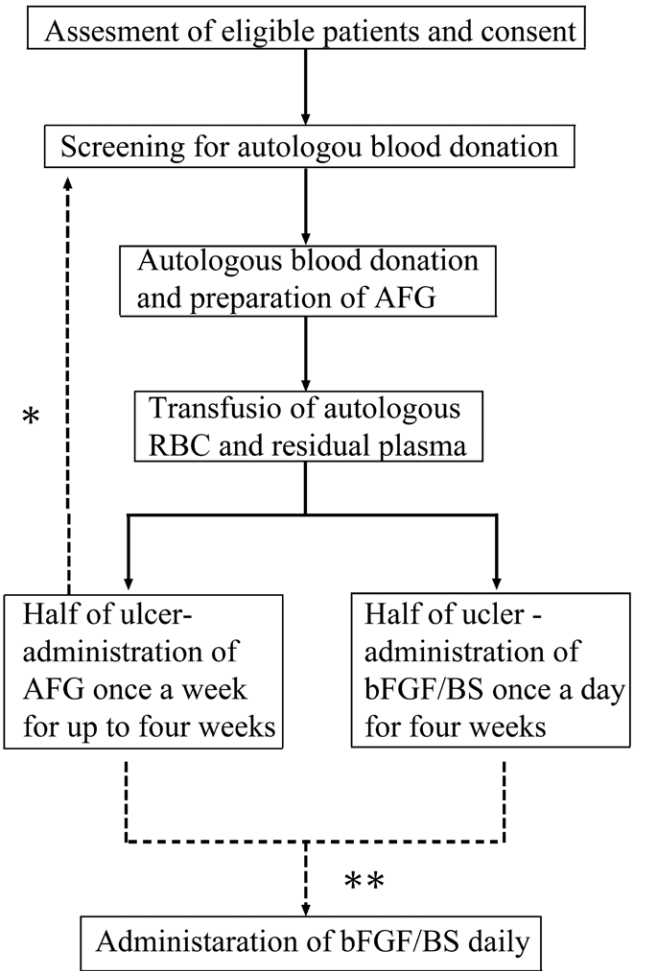 Assesment of eligible patients and consent
Screening for autologou blood donation
Autologous blood donation
and preparation of AFG
*
Transfusio of autologous
RBC and residual plasma
Half of ulcer-
administration of
AFG once a week
for up to four weeks
Half of ucler -
administration of
bFGF/BS once a day
for four weeks
**
Administaration of bFGF/BS daily